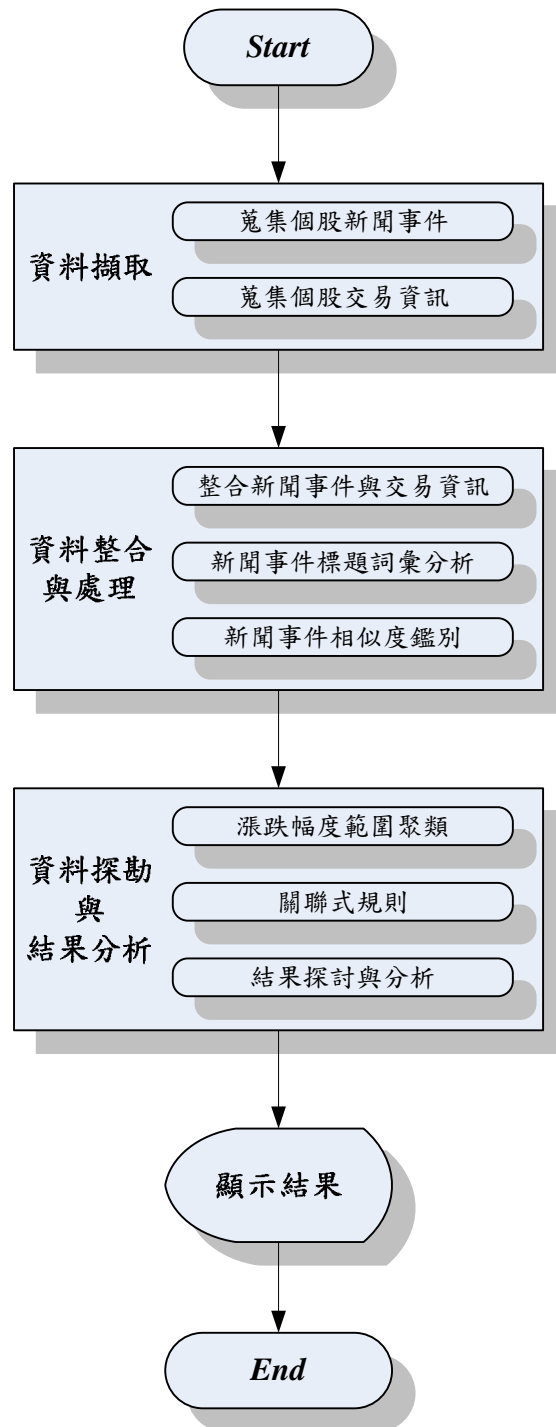 Start
資料擷取
蒐集個股新聞事件
蒐集個股交易資訊
資料整合
與處理
整合新聞事件與交易資訊
新聞事件標題詞彙分析
新聞事件相似度鑑別
資料探勘
與
結果分析
漲跌幅度範圍聚類
關聯式規則
結果探討與分析
顯示結果
End